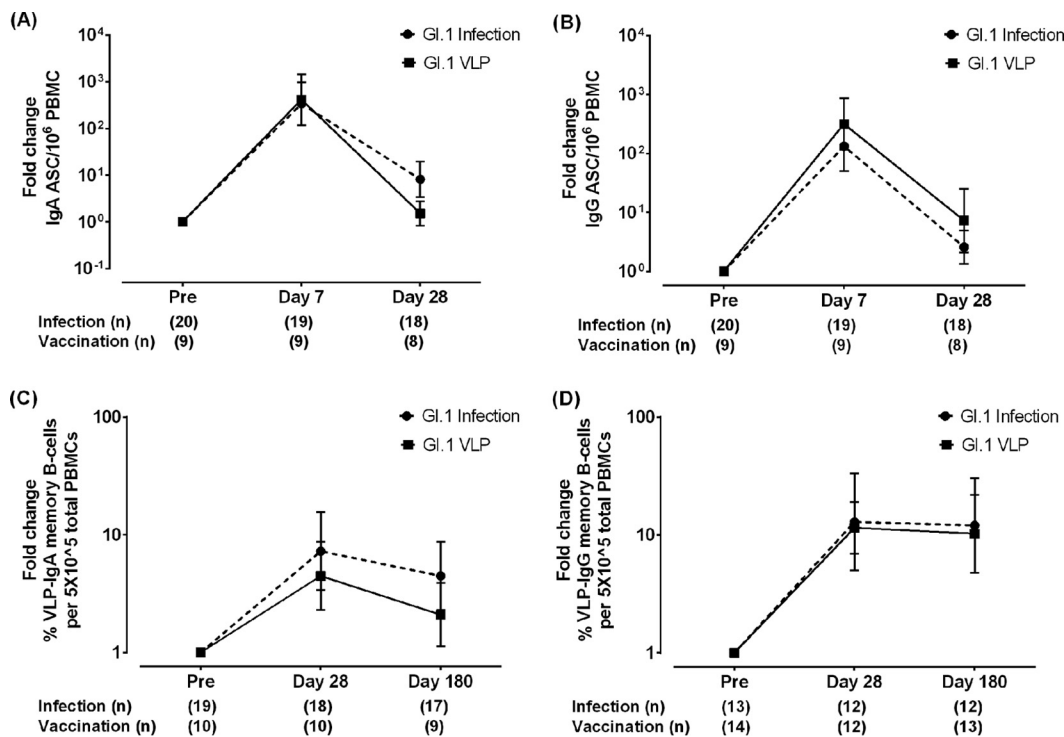 (A)
GI.1 Infection
GI.1 VLP
Fold change
IgA ASC/10^6 PBMC
10^4
10^3
10^2
10^1
10^0
10^-1
Pre Day 7 Day 28
Infection (n) (20) (19) (18)
Vaccination (n) (9) (9) (8)
(B)
GI.1 Infection
GI.1 VLP
Fold change
IgG ASC/10^6 PBMC
10^4
10^3
10^2
10^1
10^0
Pre Day 7 Day 28
Infection (n) (20) (19) (18)
Vaccination (n) (9) (9) (8)
(C)
GI.1 Infection
GI.1 VLP
Fold change
% VLP-IgA memory B-cells
per 5X10^5 total PBMCs
100
10
1
Pre Day 28 Day 180
Infection (n) (19) (18) (17)
Vaccination (n) (10) (10) (9)
(D)
GI.1 Infection
GI.1 VLP
Fold change
% VLP-IgG memory B-cells
per 5X10^5 total PBMCs
100
10
1
Pre Day 28 Day 180
Infection (n) (13) (12) (12)
Vaccination (n) (14) (12) (13)